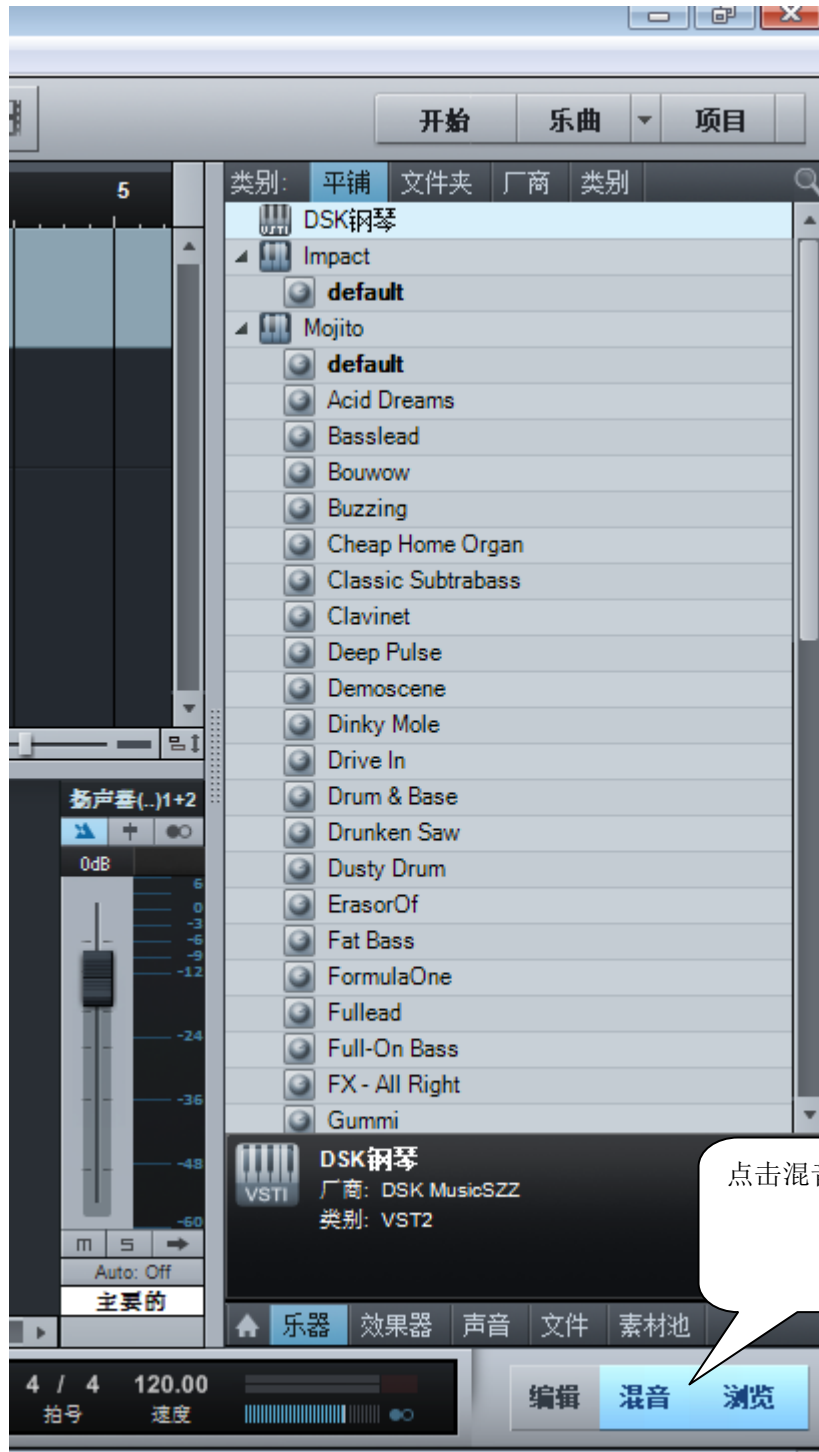 开始 乐曲 项目
类别: 平铺 文件夹 厂商 类别
5
DSK钢琴
Impact
default
Mojito
default
Acid Dreams
Basslead
Bouwow
Buzzing
Cheap Home Organ
Classic Subtrabass
Clavinet
Deep Pulse
Demoscene
Dinky Mole
Drive In
Drum & Base
Drunken Saw
Dusty Drum
ErasorOf
Fat Bass
FormulaOne
Fullead
Full-On Bass
FX - All Right
Gummi
扬声器(..)1+2
0dB
6
0
-3
-6
-9
-12
-24
-36
-48
-60
m s
Auto: Off
主要的
VSTi
DSK钢琴
厂商: DSK MusicSZZ
类别: VST2
点击混音
乐器 效果器 声音 文件 素材池
4 / 4 120.00
拍号 速度
编辑 混音 浏览